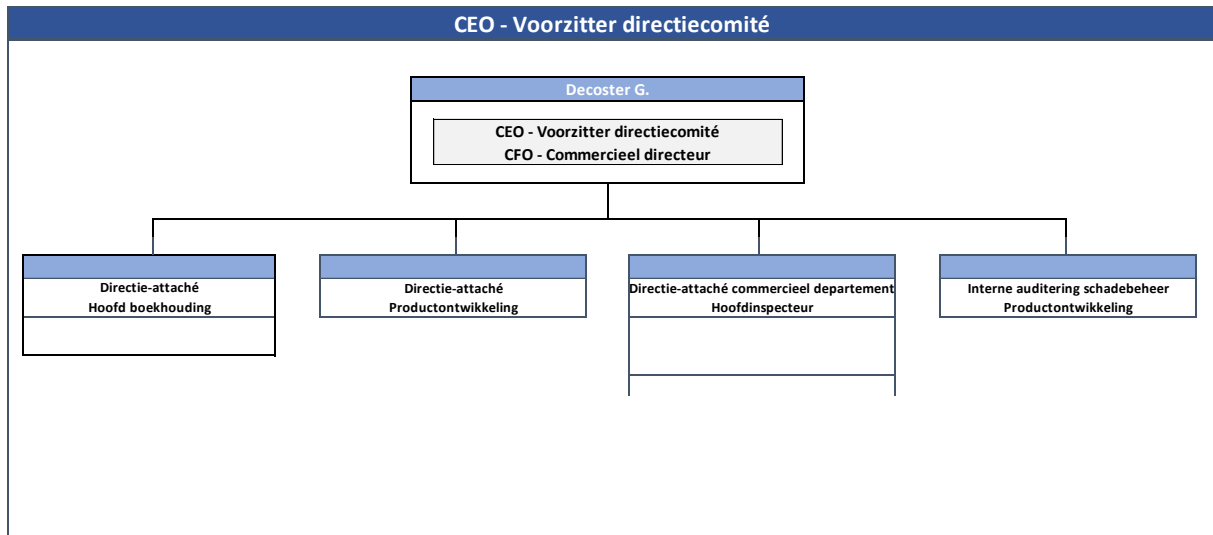 CEO - Voorzitter directiecomité
Decoster G.
CEO - Voorzitter directiecomité
CFO - Commercieel directeur
Directie-attaché
Hoofd boekhouding
Directie-attaché
Productontwikkeling
Directie-attaché commercieel departement
Hoofdinspecteur
Interne auditering schadebeheer
Productontwikkeling